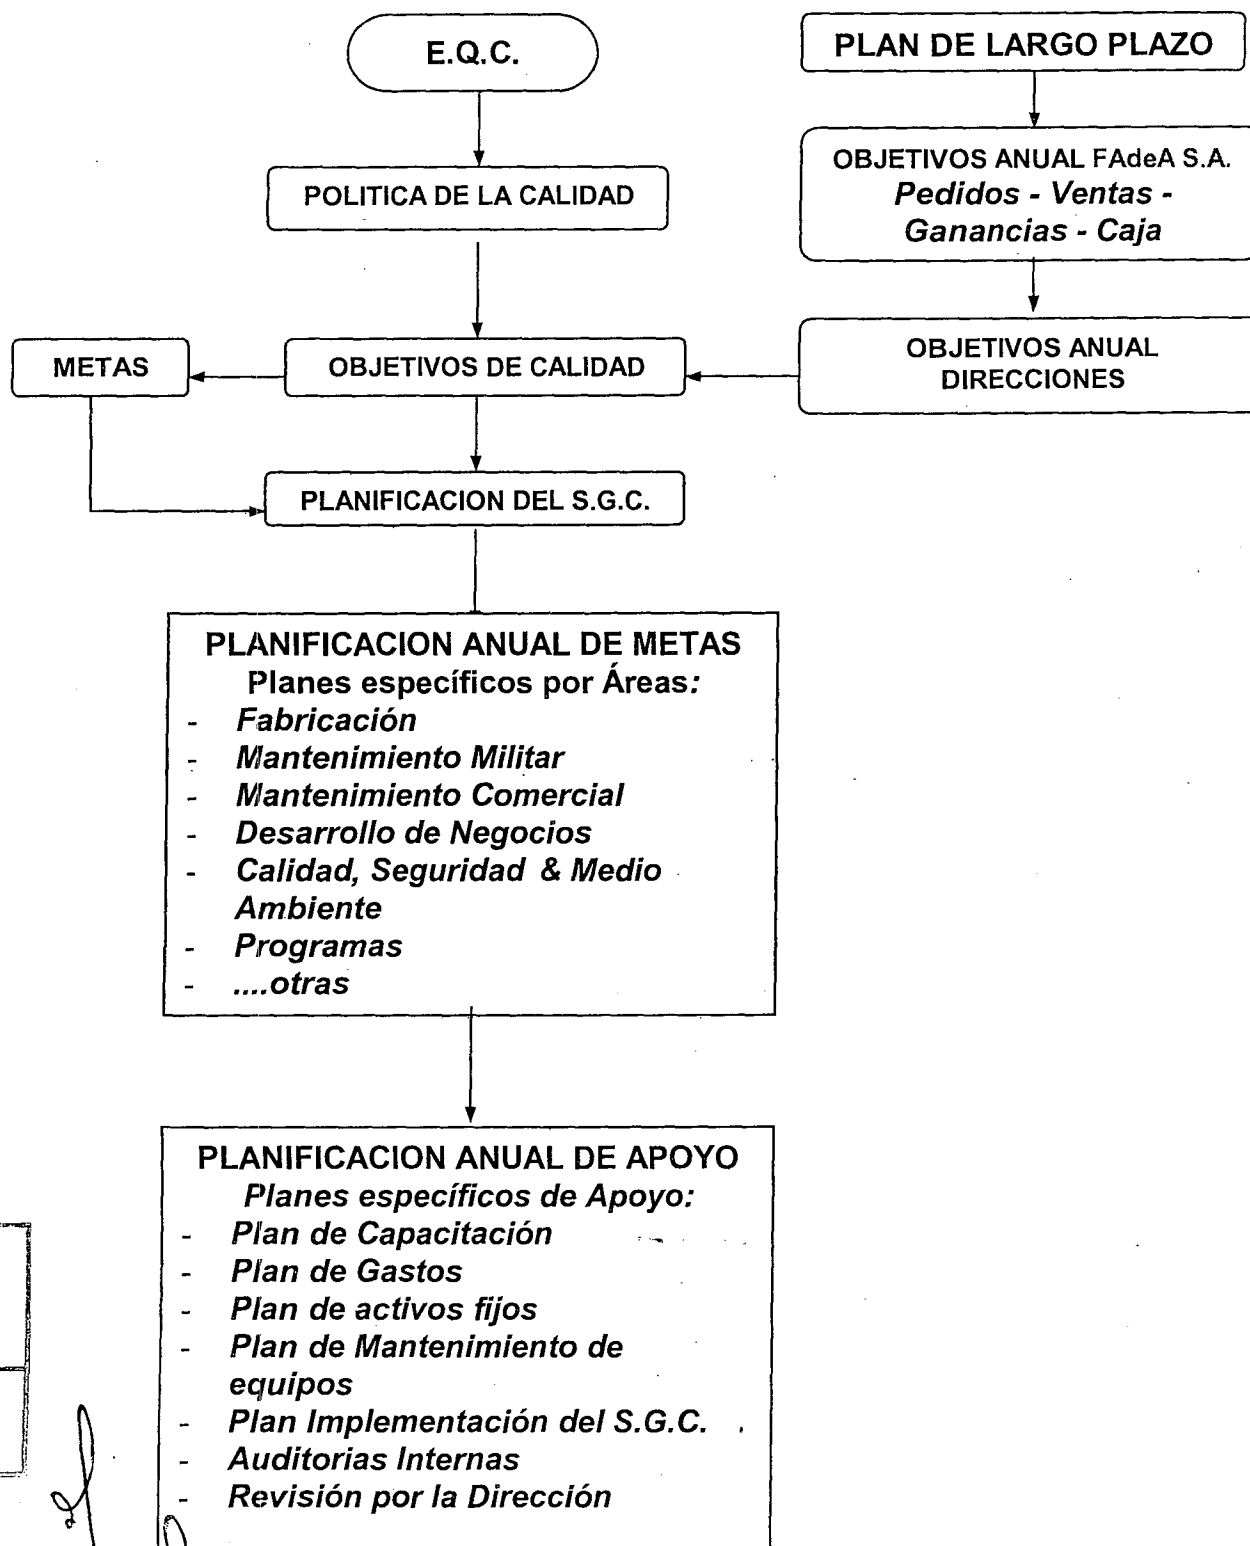 E.Q.C.
PLAN DE LARGO PLAZO
POLITICA DE LA CALIDAD
OBJETIVOS ANUAL FAdeA S.A.
Pedidos - Ventas -
Ganancias - Caja
METAS
OBJETIVOS DE CALIDAD
OBJETIVOS ANUAL
DIRECCIONES
PLANIFICACION DEL S.G.C.
PLANIFICACION ANUAL DE METAS
Planes específicos por Áreas:
- Fabricación
- Mantenimiento Militar
- Mantenimiento Comercial
- Desarrollo de Negocios
- Calidad, Seguridad & Medio
Ambiente
- Programas
- ....otras
PLANIFICACION ANUAL DE APOYO
Planes específicos de Apoyo:
- Plan de Capacitación
- Plan de Gastos
- Plan de activos fijos
- Plan de Mantenimiento de
equipos
- Plan Implementación del S.G.C.
- Auditorias Internas
- Revisión por la Dirección